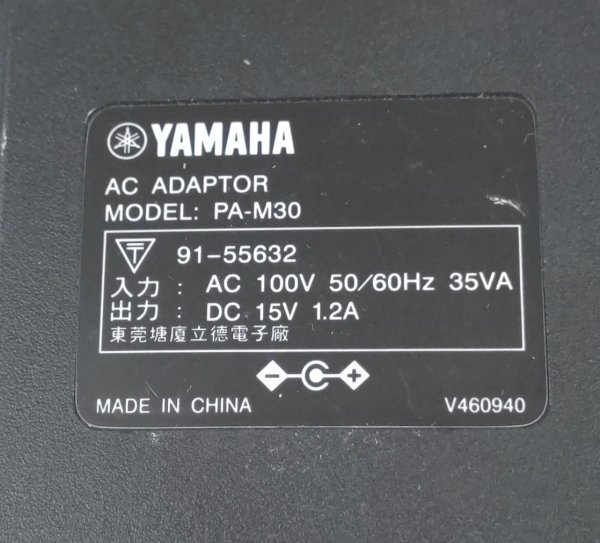 YAMAHA
AC ADAPTOR
MODEL: PA-M30
〒 91-55632
入力 : AC 100V 50/60Hz 35VA
出力 : DC 15V 1.2A
東莞塘廈立德電子廠
MADE IN CHINA V460940